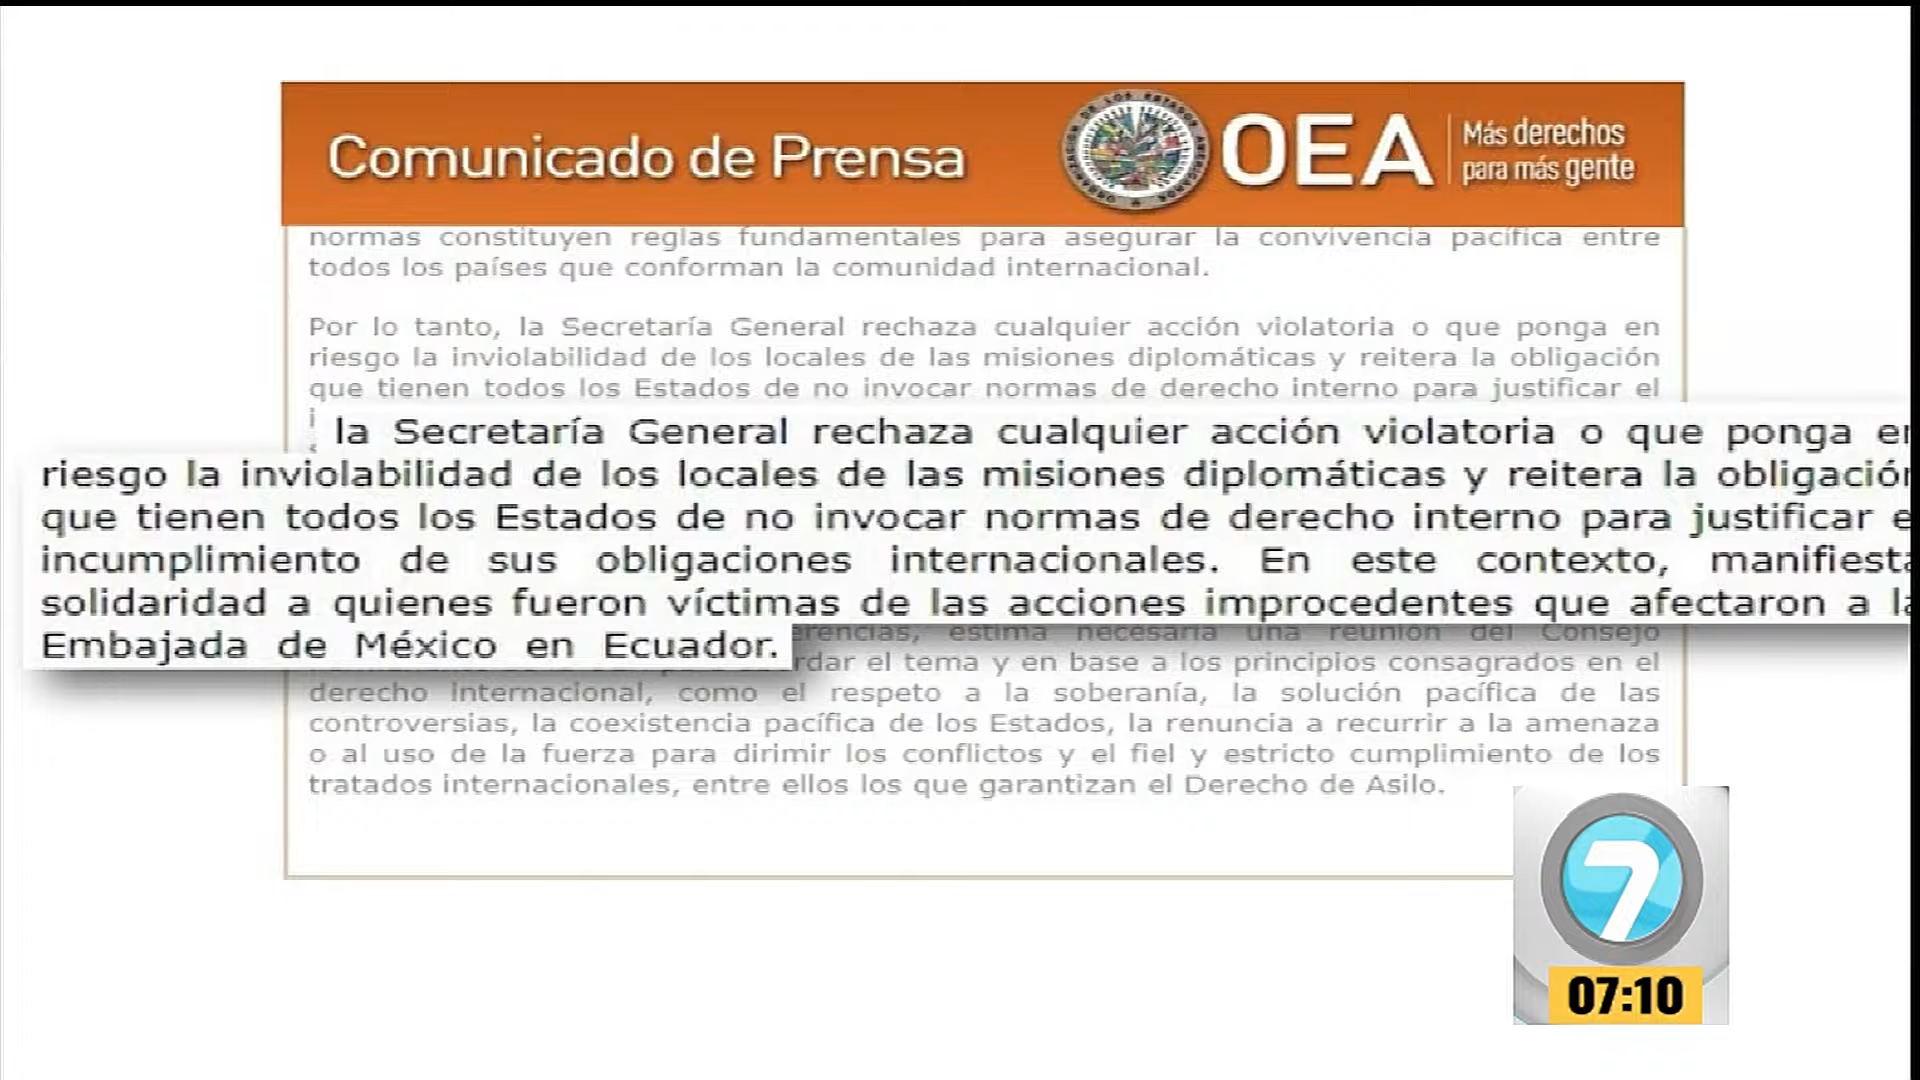 Comunicado de Prensa
OEA
Más derechos
para más gente
normas constituyen reglas fundamentales para asegurar la convivencia pacífica entre
todos los países que conforman la comunidad internacional.
Por lo tanto, la Secretaría General rechaza cualquier acción violatoria o que ponga en
riesgo la inviolabilidad de los locales de las misiones diplomáticas y reitera la obligación
que tienen todos los Estados de no invocar normas de derecho interno para justificar el
la Secretaría General rechaza cualquier acción violatoria o que ponga
riesgo la inviolabilidad de los locales de las misiones diplomáticas y reitera la obligación
que tienen todos los Estados de no invocar normas de derecho interno para justificar
incumplimiento de sus obligaciones internacionales. En este contexto, manifiesta
solidaridad a quienes fueron víctimas de las acciones improcedentes que afectaron a la
Embajada de México en Ecuador.
estima necesaria una reunión del Consejo
el tema y en base a los principios consagrados en el
derecho internacional, como el respeto a la soberanía, la solución pacífica de las
controversias, la coexistencia pacífica de los Estados, la renuncia a recurrir a la amenaza
o al uso de la fuerza para dirimir los conflictos y el fiel y estricto cumplimiento de los
tratados internacionales, entre ellos los que garantizan el Derecho de Asilo.
7
07:10